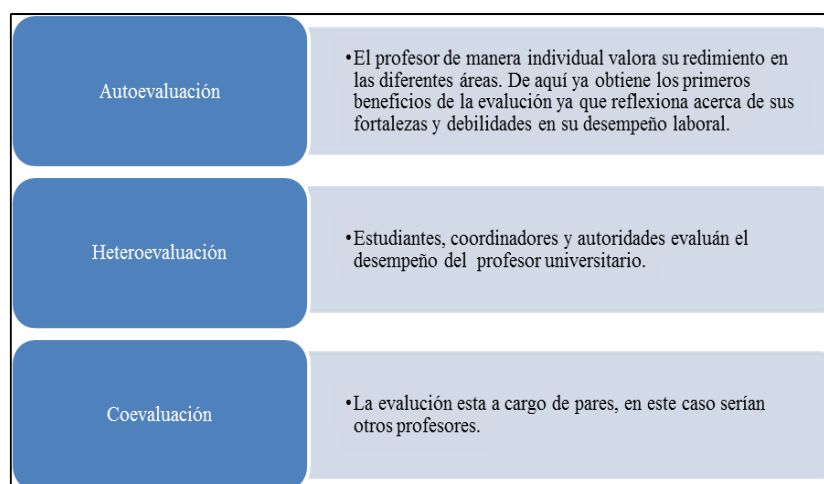 Autoevaluación
•El profesor de manera individual valora su redimiento en
las diferentes áreas. De aquí ya obtiene los primeros
beneficios de la evalución ya que reflexiona acerca de sus
fortalezas y debilidades en su desempeño laboral.
Heteroevaluación
•Estudiantes, coordinadores y autoridades evaluán el
desempeño del profesor universitario.
Coevaluación
•La evalución esta a cargo de pares, en este caso serían
otros profesores.